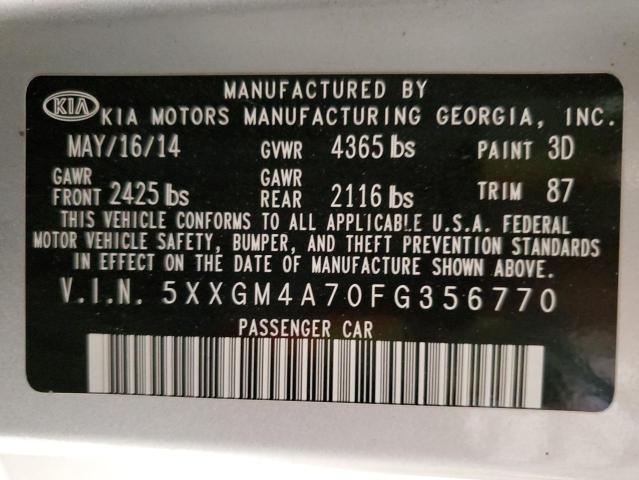 MANUFACTURED BY
KIA KIA MOTORS MANUFACTURING GEORGIA, INC.
MAY/16/14 GVWR 4365 lbs PAINT 3D
GAWR FRONT 2425 lbs GAWR REAR 2116 lbs TRIM 87
THIS VEHICLE CONFORMS TO ALL APPLICABLE U.S.A. FEDERAL
MOTOR VEHICLE SAFETY, BUMPER, AND THEFT PREVENTION STANDARDS
IN EFFECT ON THE DATE OF MANUFACTURE SHOWN ABOVE.
V.I.N. 5XXGM4A70FG356770
PASSENGER CAR